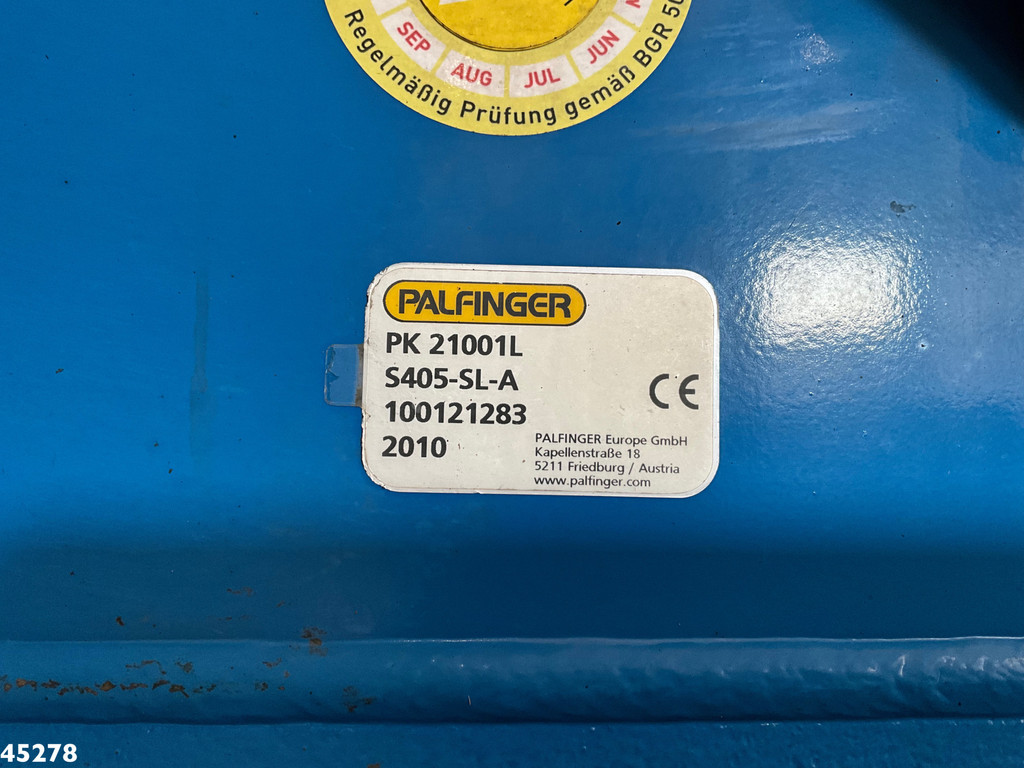 SEP AUG JUL JUN
Regelmäßig Prüfung gemäß BGR
PALFINGER
PK 21001L
S405-SL-A
100121283
2010
PALFINGER Europe GmbH
Kapellenstraße 18
5211 Friedburg / Austria
www.palfinger.com
45278